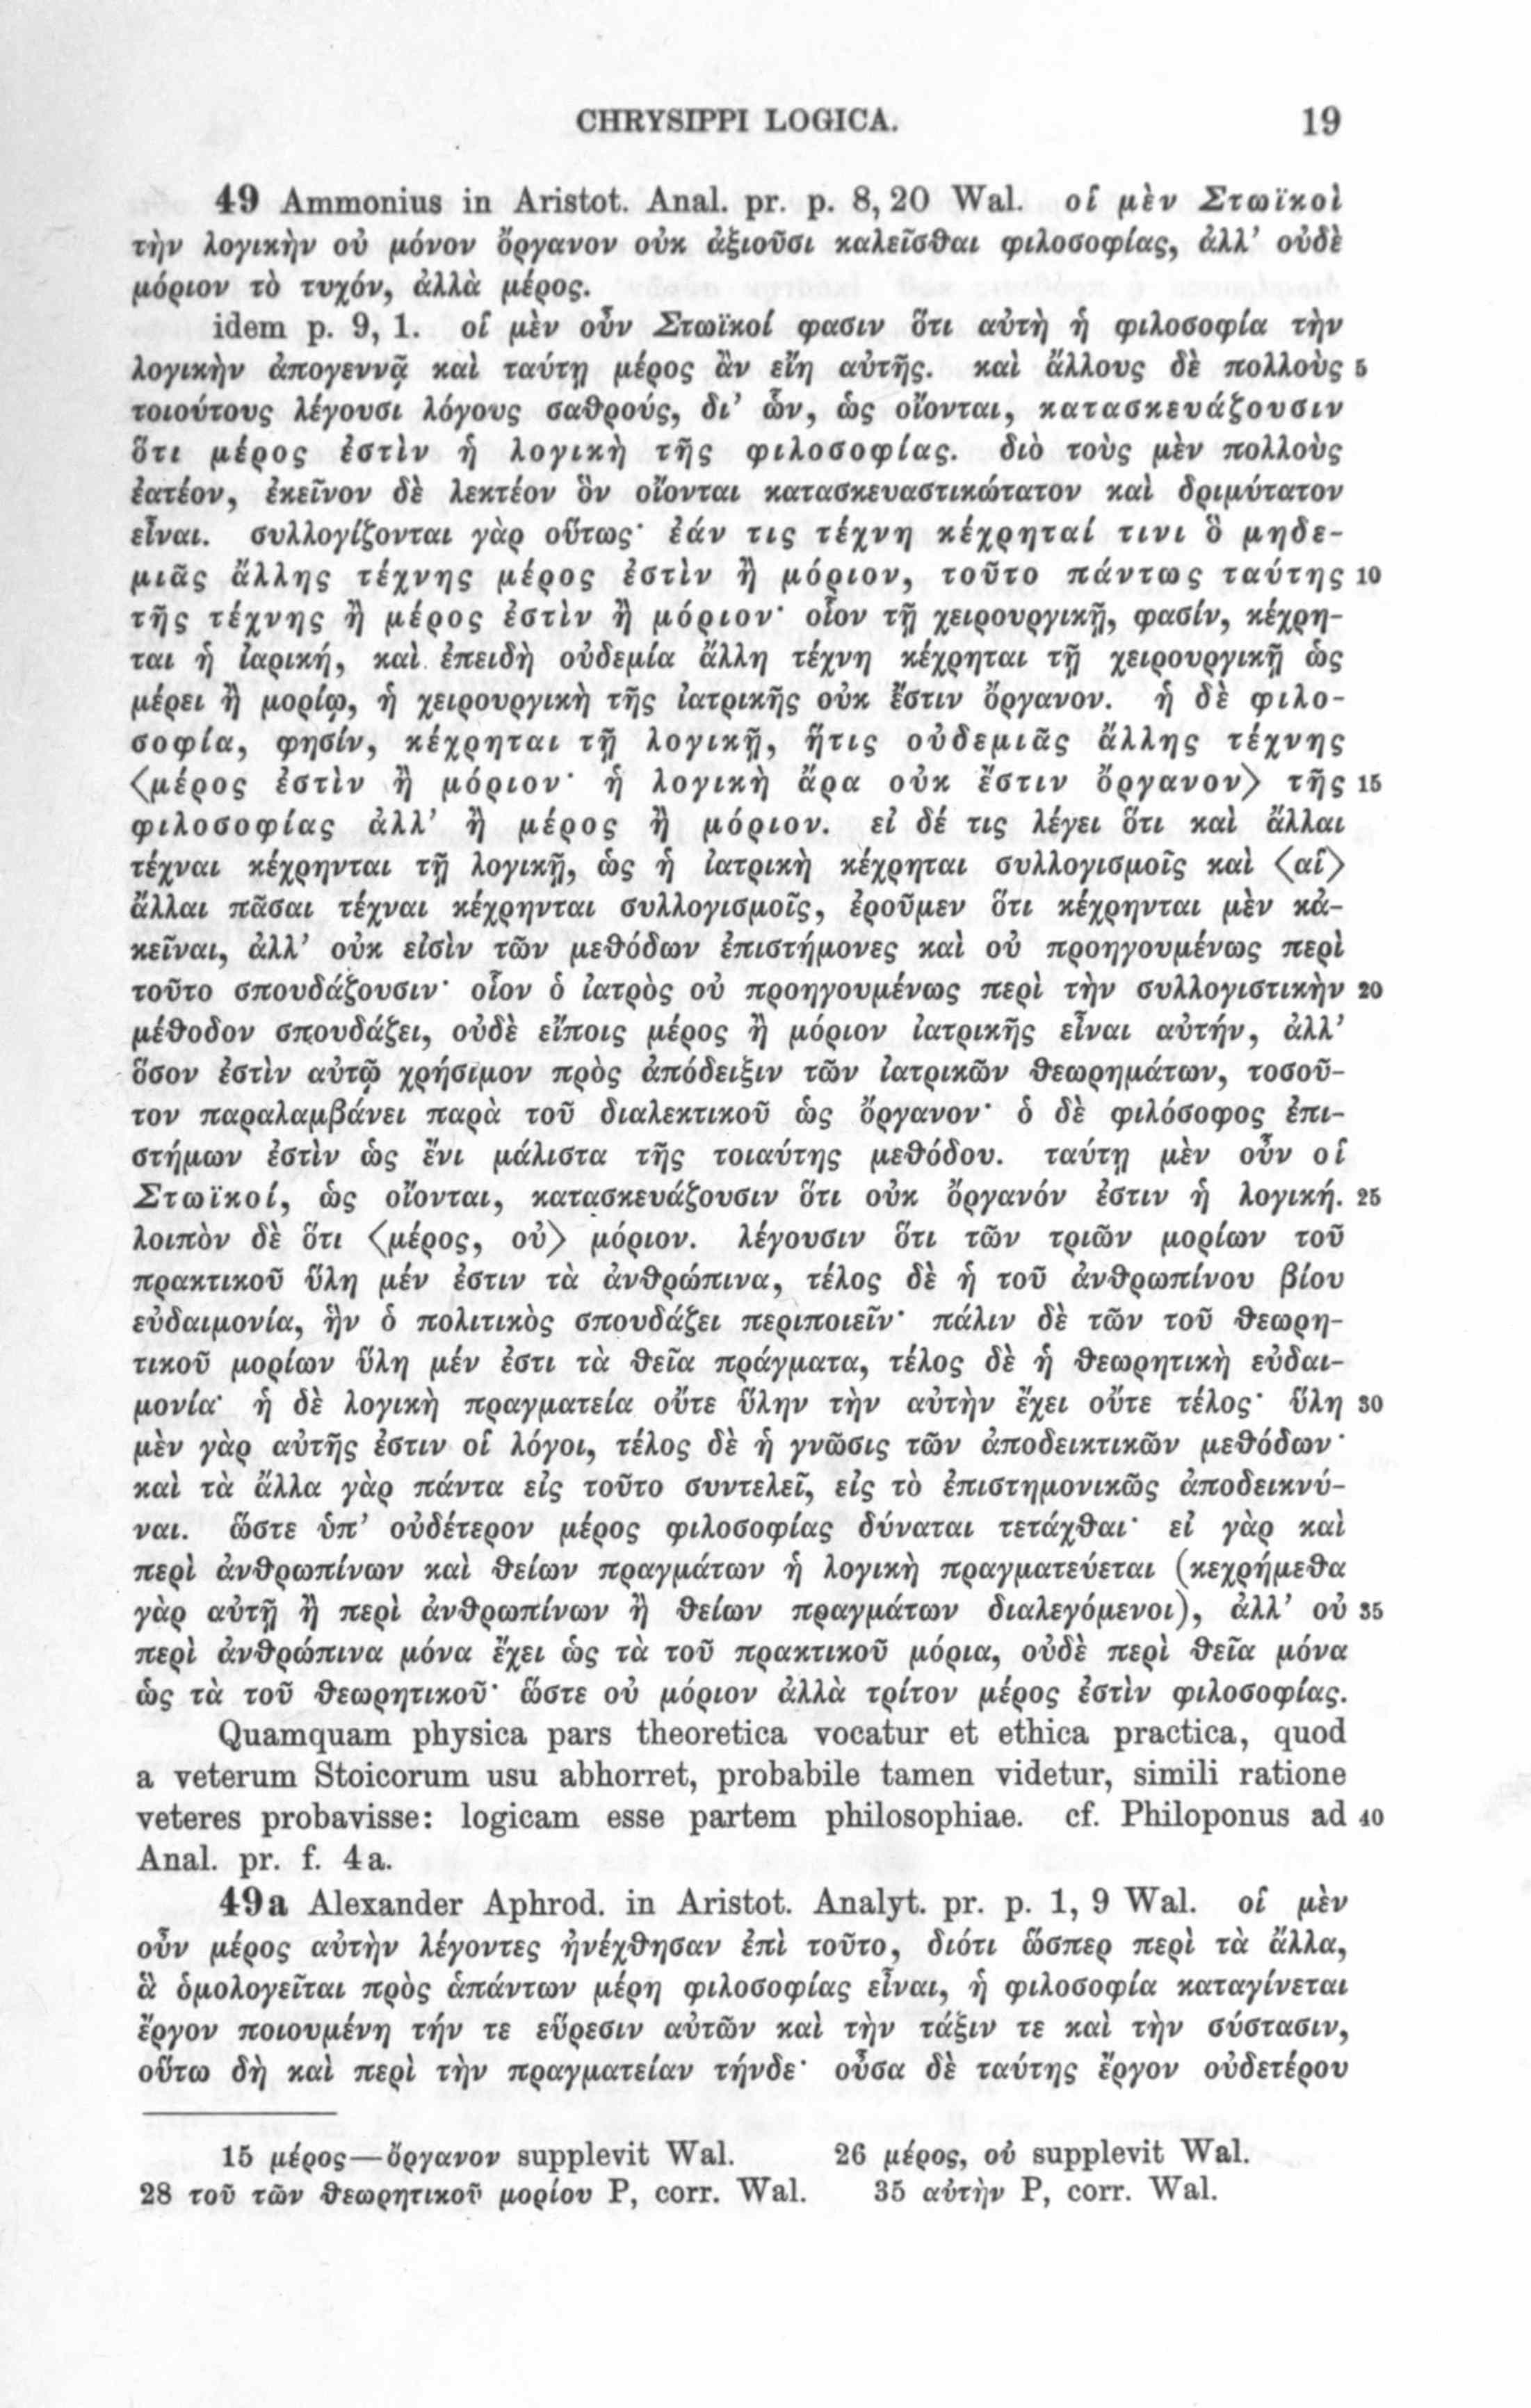 CHRYSIPPI LOGICA. 19
49 Ammonius in Aristot. Anal. pr. p. 8, 20 Wal. οἱ μὲν Στωϊκοὶ
τὴν λογικὴν οὐ μόνον ὄργανον οὐκ ἀξιοῦσι καλεῖσθαι φιλοσοφίας, ἀλλ’ οὐδὲ
μόριον τὸ τυχόν, ἀλλὰ μέρος.
idem p. 9, 1. οἱ μὲν οὖν Στωϊκοί φασιν ὅτι αὐτὴ ἡ φιλοσοφία τὴν
λογικὴν ἀπογεννᾷ καὶ ταύτῃ μέρος ἂν εἴη αὐτῆς. καὶ ἄλλους δὲ πολλοὺς 5
τοιούτους λέγουσι λόγους σαθρούς, δι’ ὧν, ὡς οἴονται, κατασκευάζουσιν
ὅτι μέρος ἐστὶν ἡ λογικὴ τῆς φιλοσοφίας. διὸ τοὺς μὲν πολλοὺς
ἐατέον, ἐκεῖνον δὲ λεκτέον ὃν οἴονται κατασκευαστικώτατον καὶ δριμύτατον
εἶναι. συλλογίζονται γὰρ οὕτως· ἐάν τις τέχνη κέχρηταί τινι ὃ μηδε-
μιᾶς ἄλλης τέχνης μέρος ἐστὶν ἢ μόριον, τοῦτο πάντως ταύτης 10
τῆς τέχνης ἢ μέρος ἐστὶν ἢ μόριον· οἷον τῇ χειρουργικῇ, φασίν, κέχρη-
ται ἡ ἰαρική, καὶ ἐπειδὴ οὐδεμία ἄλλη τέχνη κέχρηται τῇ χειρουργικῇ ὡς
μέρει ἢ μορίῳ, ἡ χειρουργικὴ τῆς ἰατρικῆς οὐκ ἔστιν ὄργανον. ἡ δὲ φιλο-
σοφία, φησίν, κέχρηται τῇ λογικῇ, ἥτις οὐδεμιᾶς ἄλλης τέχνης
⟨μέρος ἐστὶν ἢ μόριον· ἡ λογικὴ ἄρα οὐκ ἔστιν ὄργανον⟩ τῆς 15
φιλοσοφίας ἀλλ’ ἢ μέρος ἢ μόριον. εἰ δέ τις λέγει ὅτι καὶ ἄλλαι
τέχναι κέχρηνται τῇ λογικῇ, ὡς ἡ ἰατρικὴ κέχρηται συλλογισμοῖς καὶ ⟨αἱ⟩
ἄλλαι πᾶσαι τέχναι κέχρηνται συλλογισμοῖς, ἐροῦμεν ὅτι κέχρηνται μὲν κἀ-
κεῖναι, ἀλλ’ οὐκ εἰσὶν τῶν μεθόδων ἐπιστήμονες καὶ οὐ προηγουμένως περὶ
τοῦτο σπουδάζουσιν· οἷον ὁ ἰατρὸς οὐ προηγουμένως περὶ τὴν συλλογιστικὴν 20
μέθοδον σπουδάζει, οὐδὲ εἴποις μέρος ἢ μόριον ἰατρικῆς εἶναι αὐτήν, ἀλλ’
ὅσον ἐστὶν αὐτῷ χρήσιμον πρὸς ἀπόδειξιν τῶν ἰατρικῶν θεωρημάτων, τοσοῦ-
τον παραλαμβάνει παρὰ τοῦ διαλεκτικοῦ ὡς ὄργανον· ὁ δὲ φιλόσοφος ἐπι-
στήμων ἐστὶν ὡς ἔνι μάλιστα τῆς τοιαύτης μεθόδου. ταύτῃ μὲν οὖν οἱ
Στωϊκοί, ὡς οἴονται, κατασκευάζουσιν ὅτι οὐκ ὄργανόν ἐστιν ἡ λογική. 25
λοιπὸν δὲ ὅτι ⟨μέρος, οὐ⟩ μόριον. λέγουσιν ὅτι τῶν τριῶν μορίων τοῦ
πρακτικοῦ ὕλη μέν ἐστιν τὰ ἀνθρώπινα, τέλος δὲ ἡ τοῦ ἀνθρωπίνου βίου
εὐδαιμονία, ἣν ὁ πολιτικὸς σπουδάζει περιποιεῖν· πάλιν δὲ τῶν τοῦ θεωρη-
τικοῦ μορίων ὕλη μέν ἐστι τὰ θεῖα πράγματα, τέλος δὲ ἡ θεωρητικὴ εὐδαι-
μονία· ἡ δὲ λογικὴ πραγματεία οὔτε ὕλην τὴν αὐτὴν ἔχει οὔτε τέλος· ὕλη 30
μὲν γὰρ αὐτῆς ἐστιν οἱ λόγοι, τέλος δὲ ἡ γνῶσις τῶν ἀποδεικτικῶν μεθόδων·
καὶ τὰ ἄλλα γὰρ πάντα εἰς τοῦτο συντελεῖ, εἰς τὸ ἐπιστημονικῶς ἀποδεικνύ-
ναι. ὥστε ὑπ’ οὐδέτερον μέρος φιλοσοφίας δύναται τετάχθαι· εἰ γὰρ καὶ
περὶ ἀνθρωπίνων καὶ θείων πραγμάτων ἡ λογικὴ πραγματεύεται (κεχρήμεθα
γὰρ αὐτῇ ἢ περὶ ἀνθρωπίνων ἢ θείων πραγμάτων διαλεγόμενοι), ἀλλ’ οὐ 35
περὶ ἀνθρώπινα μόνα ἔχει ὡς τὰ τοῦ πρακτικοῦ μόρια, οὐδὲ περὶ θεῖα μόνα
ὡς τὰ τοῦ θεωρητικοῦ· ὥστε οὐ μόριον ἀλλὰ τρίτον μέρος ἐστὶν φιλοσοφίας.
Quamquam physica pars theoretica vocatur et ethica practica, quod
a veterum Stoicorum usu abhorret, probabile tamen videtur, simili ratione
veteres probavisse: logicam esse partem philosophiae. cf. Philoponus ad 40
Anal. pr. f. 4a.
49a Alexander Aphrod. in Aristot. Analyt. pr. p. 1, 9 Wal. οἱ μὲν
οὖν μέρος αὐτὴν λέγοντες ἠνέχθησαν ἐπὶ τοῦτο, διότι ὥσπερ περὶ τὰ ἄλλα,
ἃ ὁμολογεῖται πρὸς ἁπάντων μέρη φιλοσοφίας εἶναι, ἡ φιλοσοφία καταγίνεται
ἔργον ποιουμένη τήν τε εὕρεσιν αὐτῶν καὶ τὴν τάξιν τε καὶ τὴν σύστασιν,
οὕτω δὴ καὶ περὶ τὴν πραγματείαν τήνδε· οὖσα δὲ ταύτης ἔργον οὐδετέρου
15 μέρος—ὄργανον supplevit Wal. 26 μέρος, οὐ supplevit Wal.
28 τοῦ τῶν θεωρητικοῦ μορίου P, corr. Wal. 35 αὐτὴν P, corr. Wal.